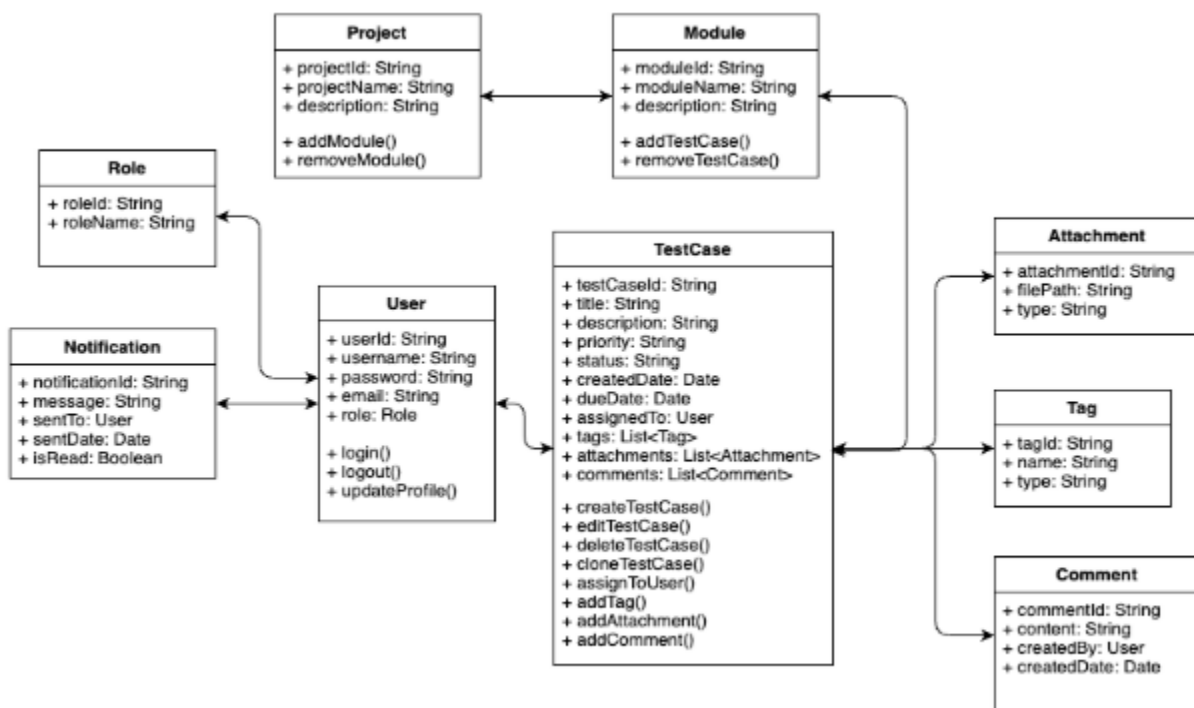 Project
+ projectId: String
+ projectName: String
+ description: String
+ addModule()
+ removeModule()
Module
+ moduleId: String
+ moduleName: String
+ description: String
+ addTestCase()
+ removeTestCase()
Role
+ roleId: String
+ roleName: String
Notification
+ notificationId: String
+ message: String
+ sentTo: User
+ sentDate: Date
+ isRead: Boolean
User
+ userId: String
+ username: String
+ password: String
+ email: String
+ role: Role
+ login()
+ logout()
+ updateProfile()
TestCase
+ testCaseId: String
+ title: String
+ description: String
+ priority: String
+ status: String
+ createdDate: Date
+ dueDate: Date
+ assignedTo: User
+ tags: List<Tag>
+ attachments: List<Attachment>
+ comments: List<Comment>
+ createTestCase()
+ editTestCase()
+ deleteTestCase()
+ cloneTestCase()
+ assignToUser()
+ addTag()
+ addAttachment()
+ addComment()
Attachment
+ attachmentId: String
+ filePath: String
+ type: String
Tag
+ tagId: String
+ name: String
+ type: String
Comment
+ commentId: String
+ content: String
+ createdBy: User
+ createdDate: Date